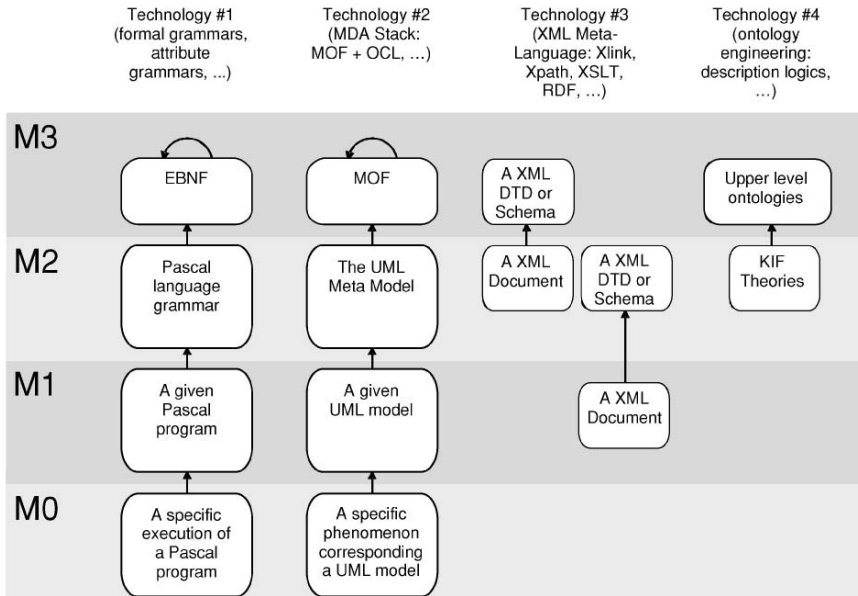 Technology #1
(formal grammars,
attribute
grammars, ...)
Technology #2
(MDA Stack:
MOF + OCL, …)
Technology #3
(XML Meta-
Language: Xlink,
Xpath, XSLT,
RDF, …)
Technology #4
(ontology
engineering:
description logics,
…)
M3
EBNF
MOF
A XML
DTD or
Schema
Upper level
ontologies
M2
Pascal
language
grammar
The UML
Meta Model
A XML
Document
A XML
DTD or
Schema
KIF
Theories
M1
A given
Pascal
program
A given
UML model
A XML
Document
M0
A specific
execution of
a Pascal
program
A specific
phenomenon
corresponding
a UML model